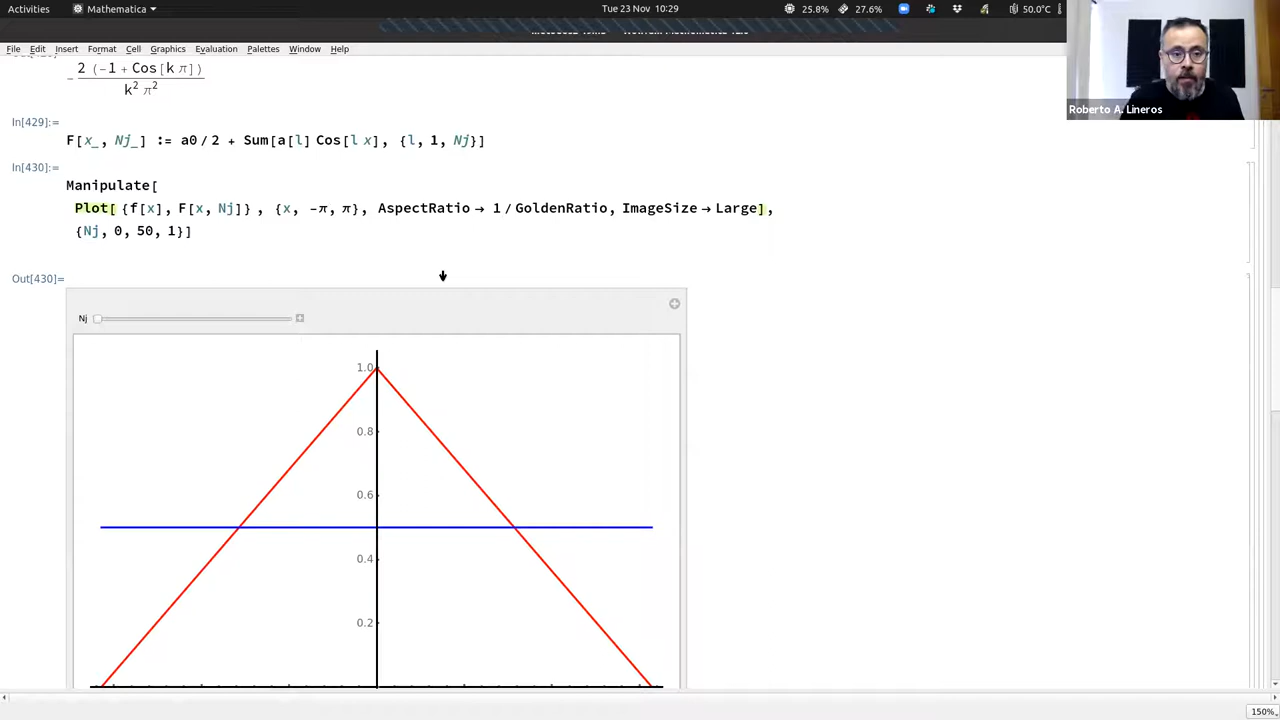 Activities Mathematica Tue 23 Nov 10:29 25.8% 27.6% 50.0°C
File Edit Insert Format Cell Graphics Evaluation Palettes Window Help
- 2 (-1 + Cos[k π])
k² π²
In[429]:=
F[x_, Nj_] := a0 / 2 + Sum[a[l] Cos[l x], {l, 1, Nj}]
In[430]:=
Manipulate[
Plot[ {f[x], F[x, Nj]} , {x, -π, π}, AspectRatio → 1 / GoldenRatio, ImageSize → Large] ,
{Nj, 0, 50, 1}]
Out[430]=
Nj
1.0
0.8
0.6
0.4
0.2
Roberto A. Lineros
150%